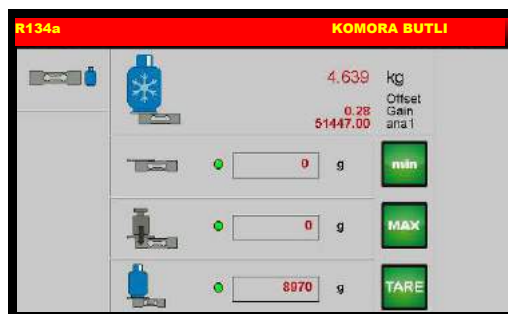 R134a KOMORA BUTLI
4.639 kg
Offset
0.28 Gain
51447.00 ana1
0 g min
0 g MAX
8970 g TARE